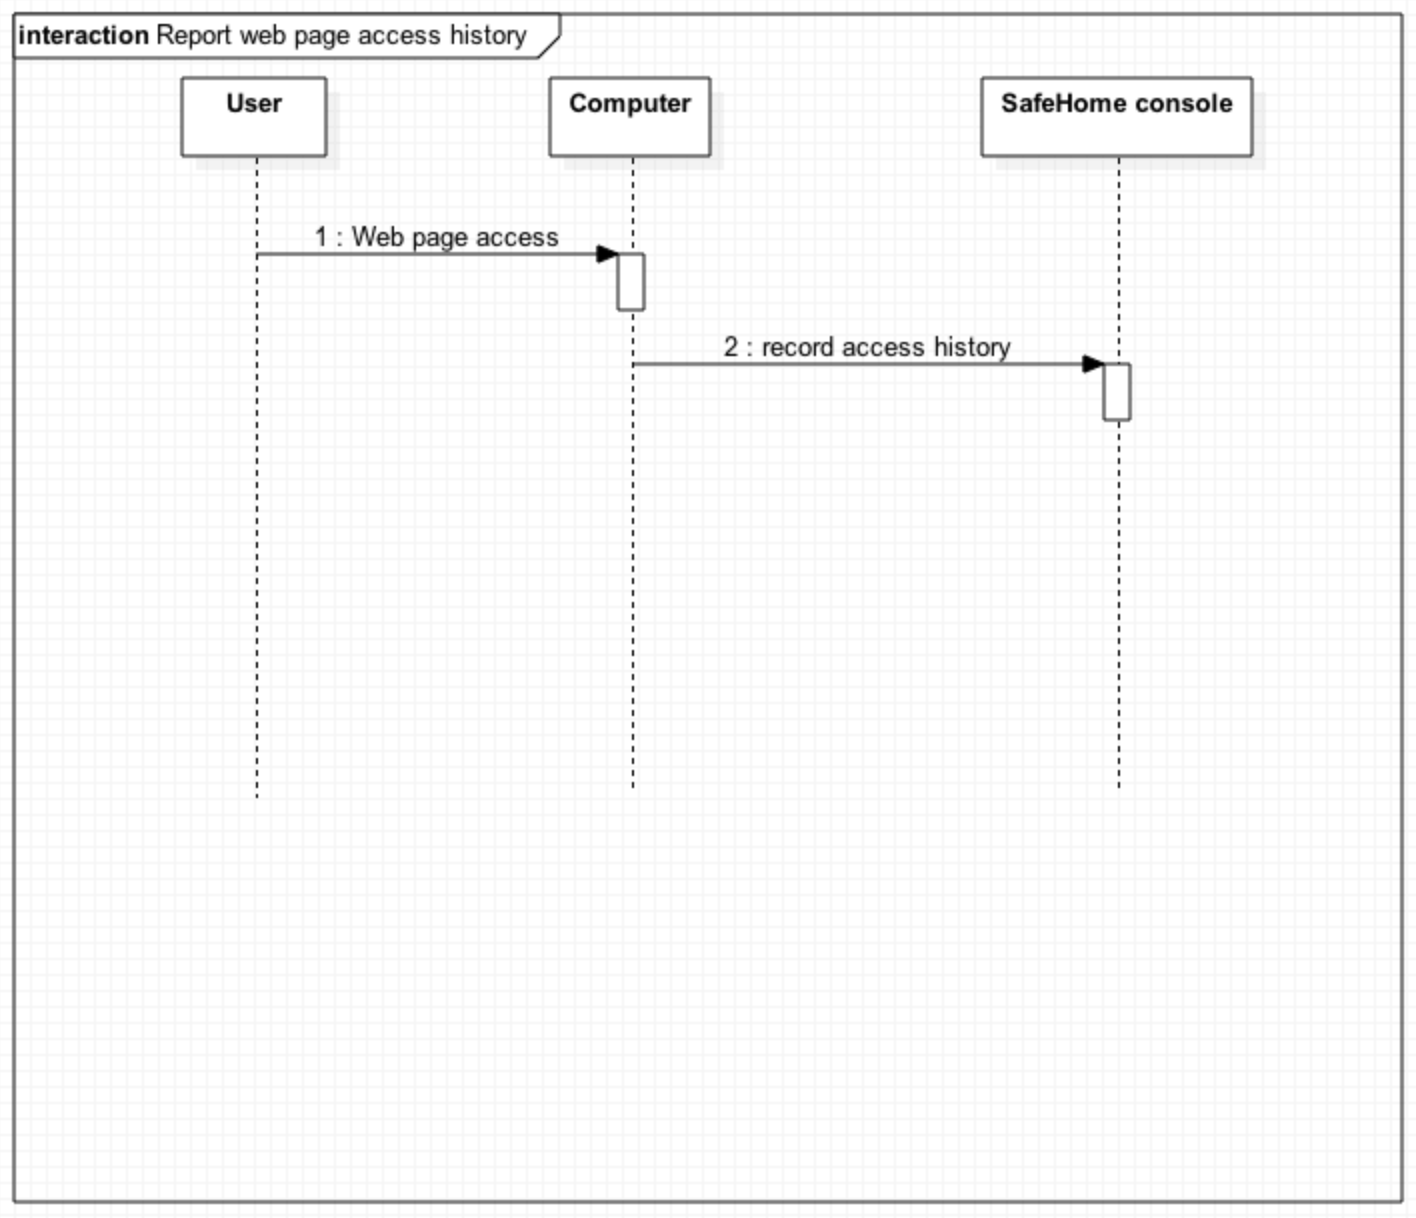 interaction Report web page access history
User
Computer
SafeHome console
1 : Web page access
2 : record access history